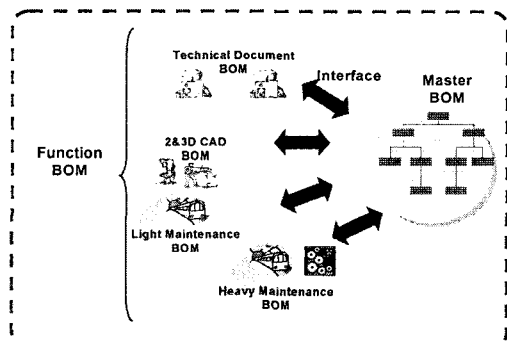 Technical Document
BOM
Interface
Master
BOM
Function
BOM
2&3D CAD
BOM
Light Maintenance
BOM
Heavy Maintenance
BOM